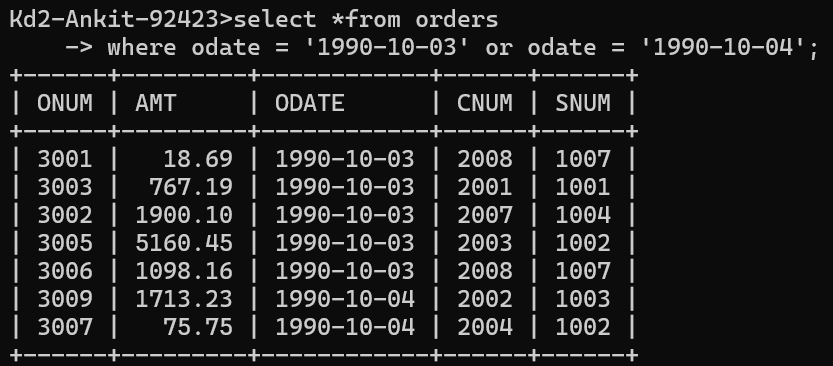 Kd2-Ankit-92423>select *from orders
    -> where odate = '1990-10-03' or odate = '1990-10-04';
+------+---------+------------+------+------+
| ONUM | AMT     | ODATE      | CNUM | SNUM |
+------+---------+------------+------+------+
| 3001 |   18.69 | 1990-10-03 | 2008 | 1007 |
| 3003 |  767.19 | 1990-10-03 | 2001 | 1001 |
| 3002 | 1900.10 | 1990-10-03 | 2007 | 1004 |
| 3005 | 5160.45 | 1990-10-03 | 2003 | 1002 |
| 3006 | 1098.16 | 1990-10-03 | 2008 | 1007 |
| 3009 | 1713.23 | 1990-10-04 | 2002 | 1003 |
| 3007 |   75.75 | 1990-10-04 | 2004 | 1002 |
+------+---------+------------+------+------+